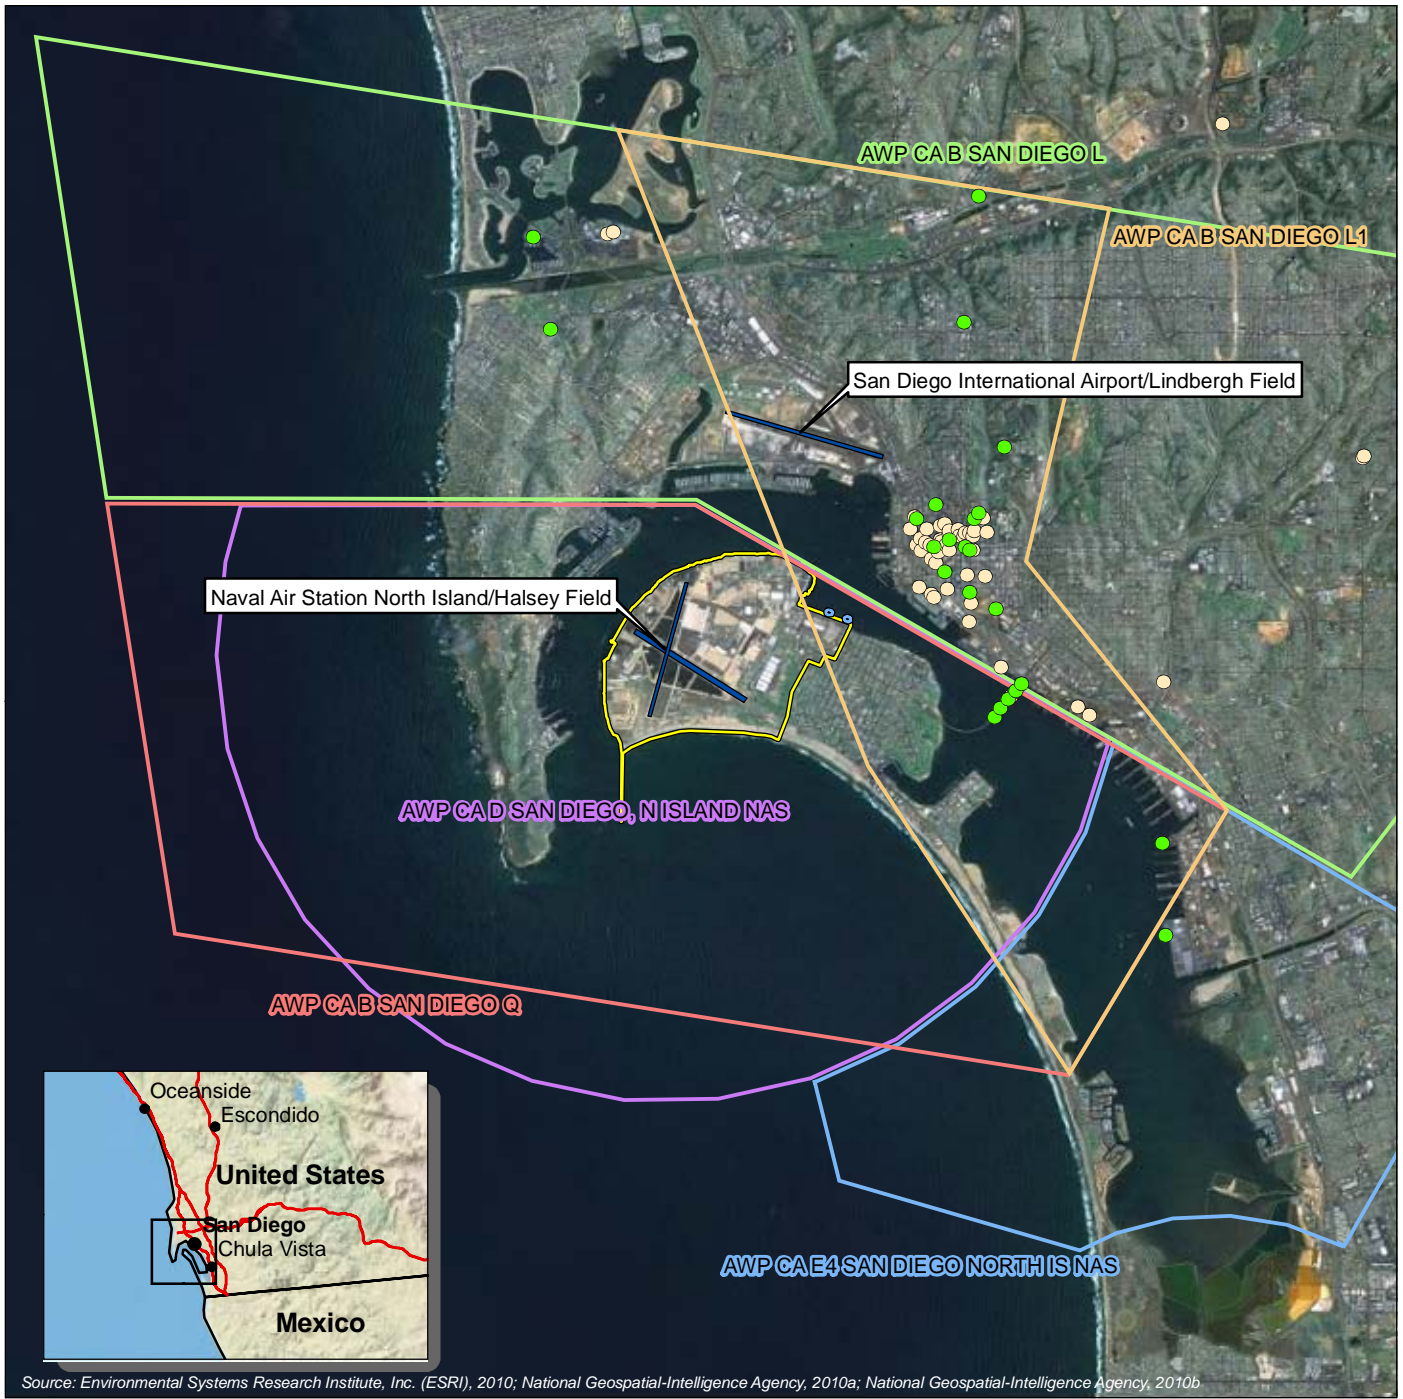 AWP CA B SAN DIEGO L
AWP CA B SAN DIEGO L1
San Diego International Airport/Lindbergh Field
Naval Air Station North Island/Halsey Field
AWP CA D SAN DIEGO, N ISLAND NAS
AWP CA B SAN DIEGO Q
Oceanside
Escondido
United States
San Diego
Chula Vista
AWP CA E4 SAN DIEGO NORTH IS NAS
Mexico
Source: Environmental Systems Research Institute, Inc. (ESRI), 2010; National Geospatial-Intelligence Agency, 2010a; National Geospatial-Intelligence Agency, 2010b